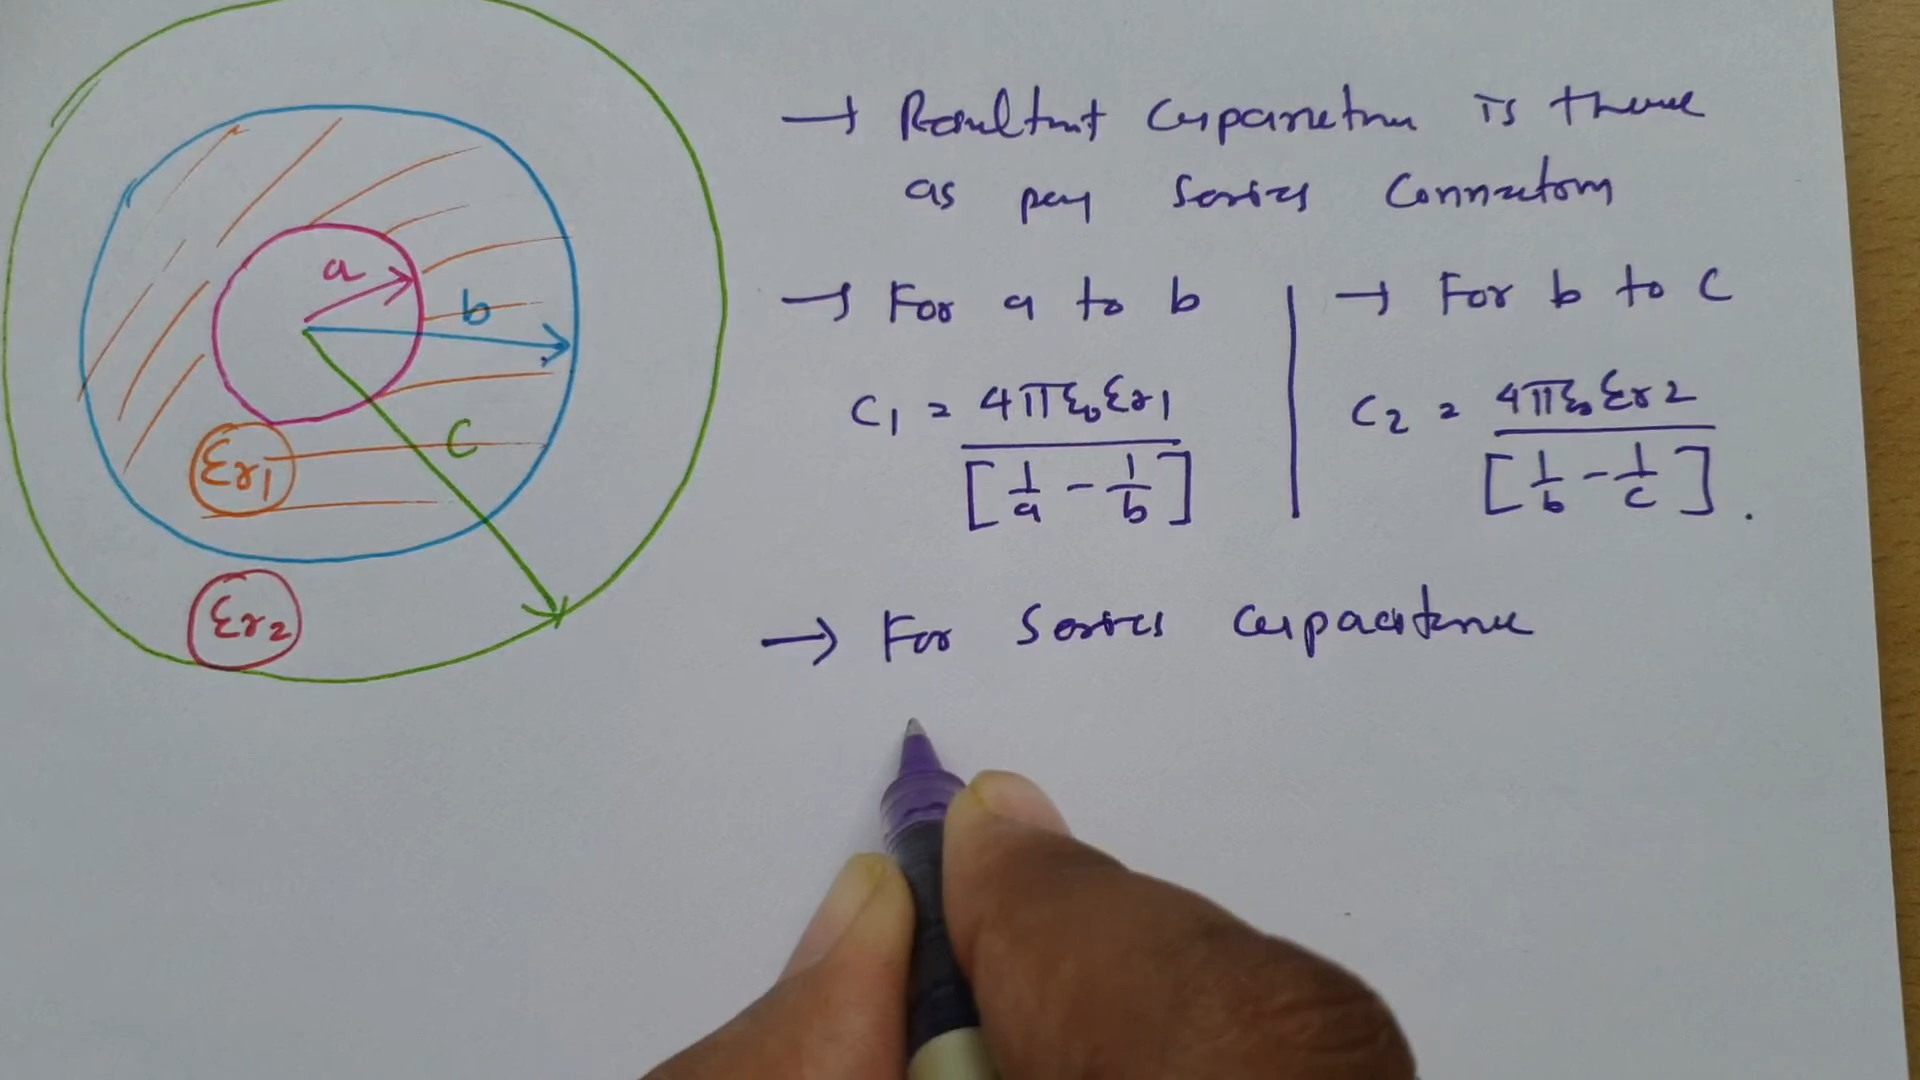 a
b
c
εr1
εr2
→ Resultant Capacitance is there
as per Series Connection
→ For a to b
C1 = 4πε0εr1 / [1/a - 1/b]
→ For b to c
C2 = 4πε0εr2 / [1/b - 1/c] .
→ For Series Capacitance